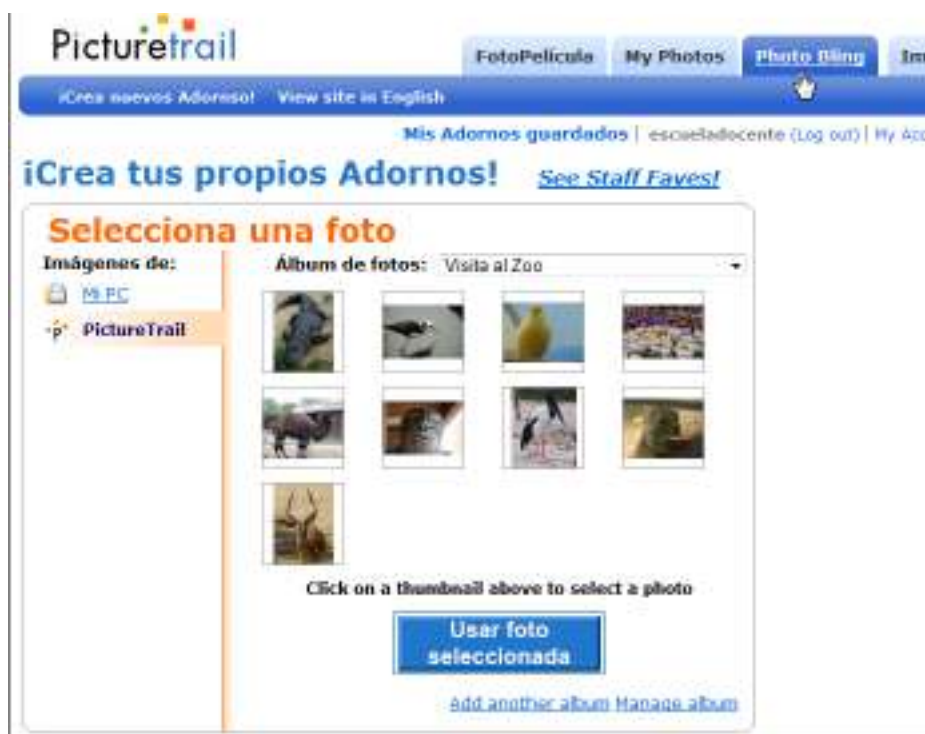 Picturetrail
FotoPelícula My Photos Photo Bling
¡Crea nuevos Adornos! View site in English
Mis Adornos guardados | escueladocente (Log out) | My
¡Crea tus propios Adornos! See Staff Faves!
Selecciona una foto
Imágenes de:
Mi PC
PictureTrail
Álbum de fotos: Visita al Zoo
Click on a thumbnail above to select a photo
Usar foto
seleccionada
Add another album Manage album